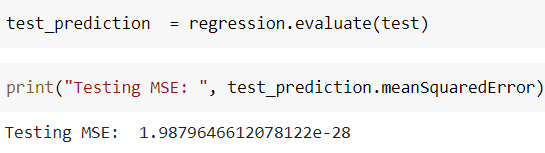 test_prediction  = regression.evaluate(test)
print("Testing MSE: ", test_prediction.meanSquaredError)
Testing MSE:  1.9879646612078122e-28